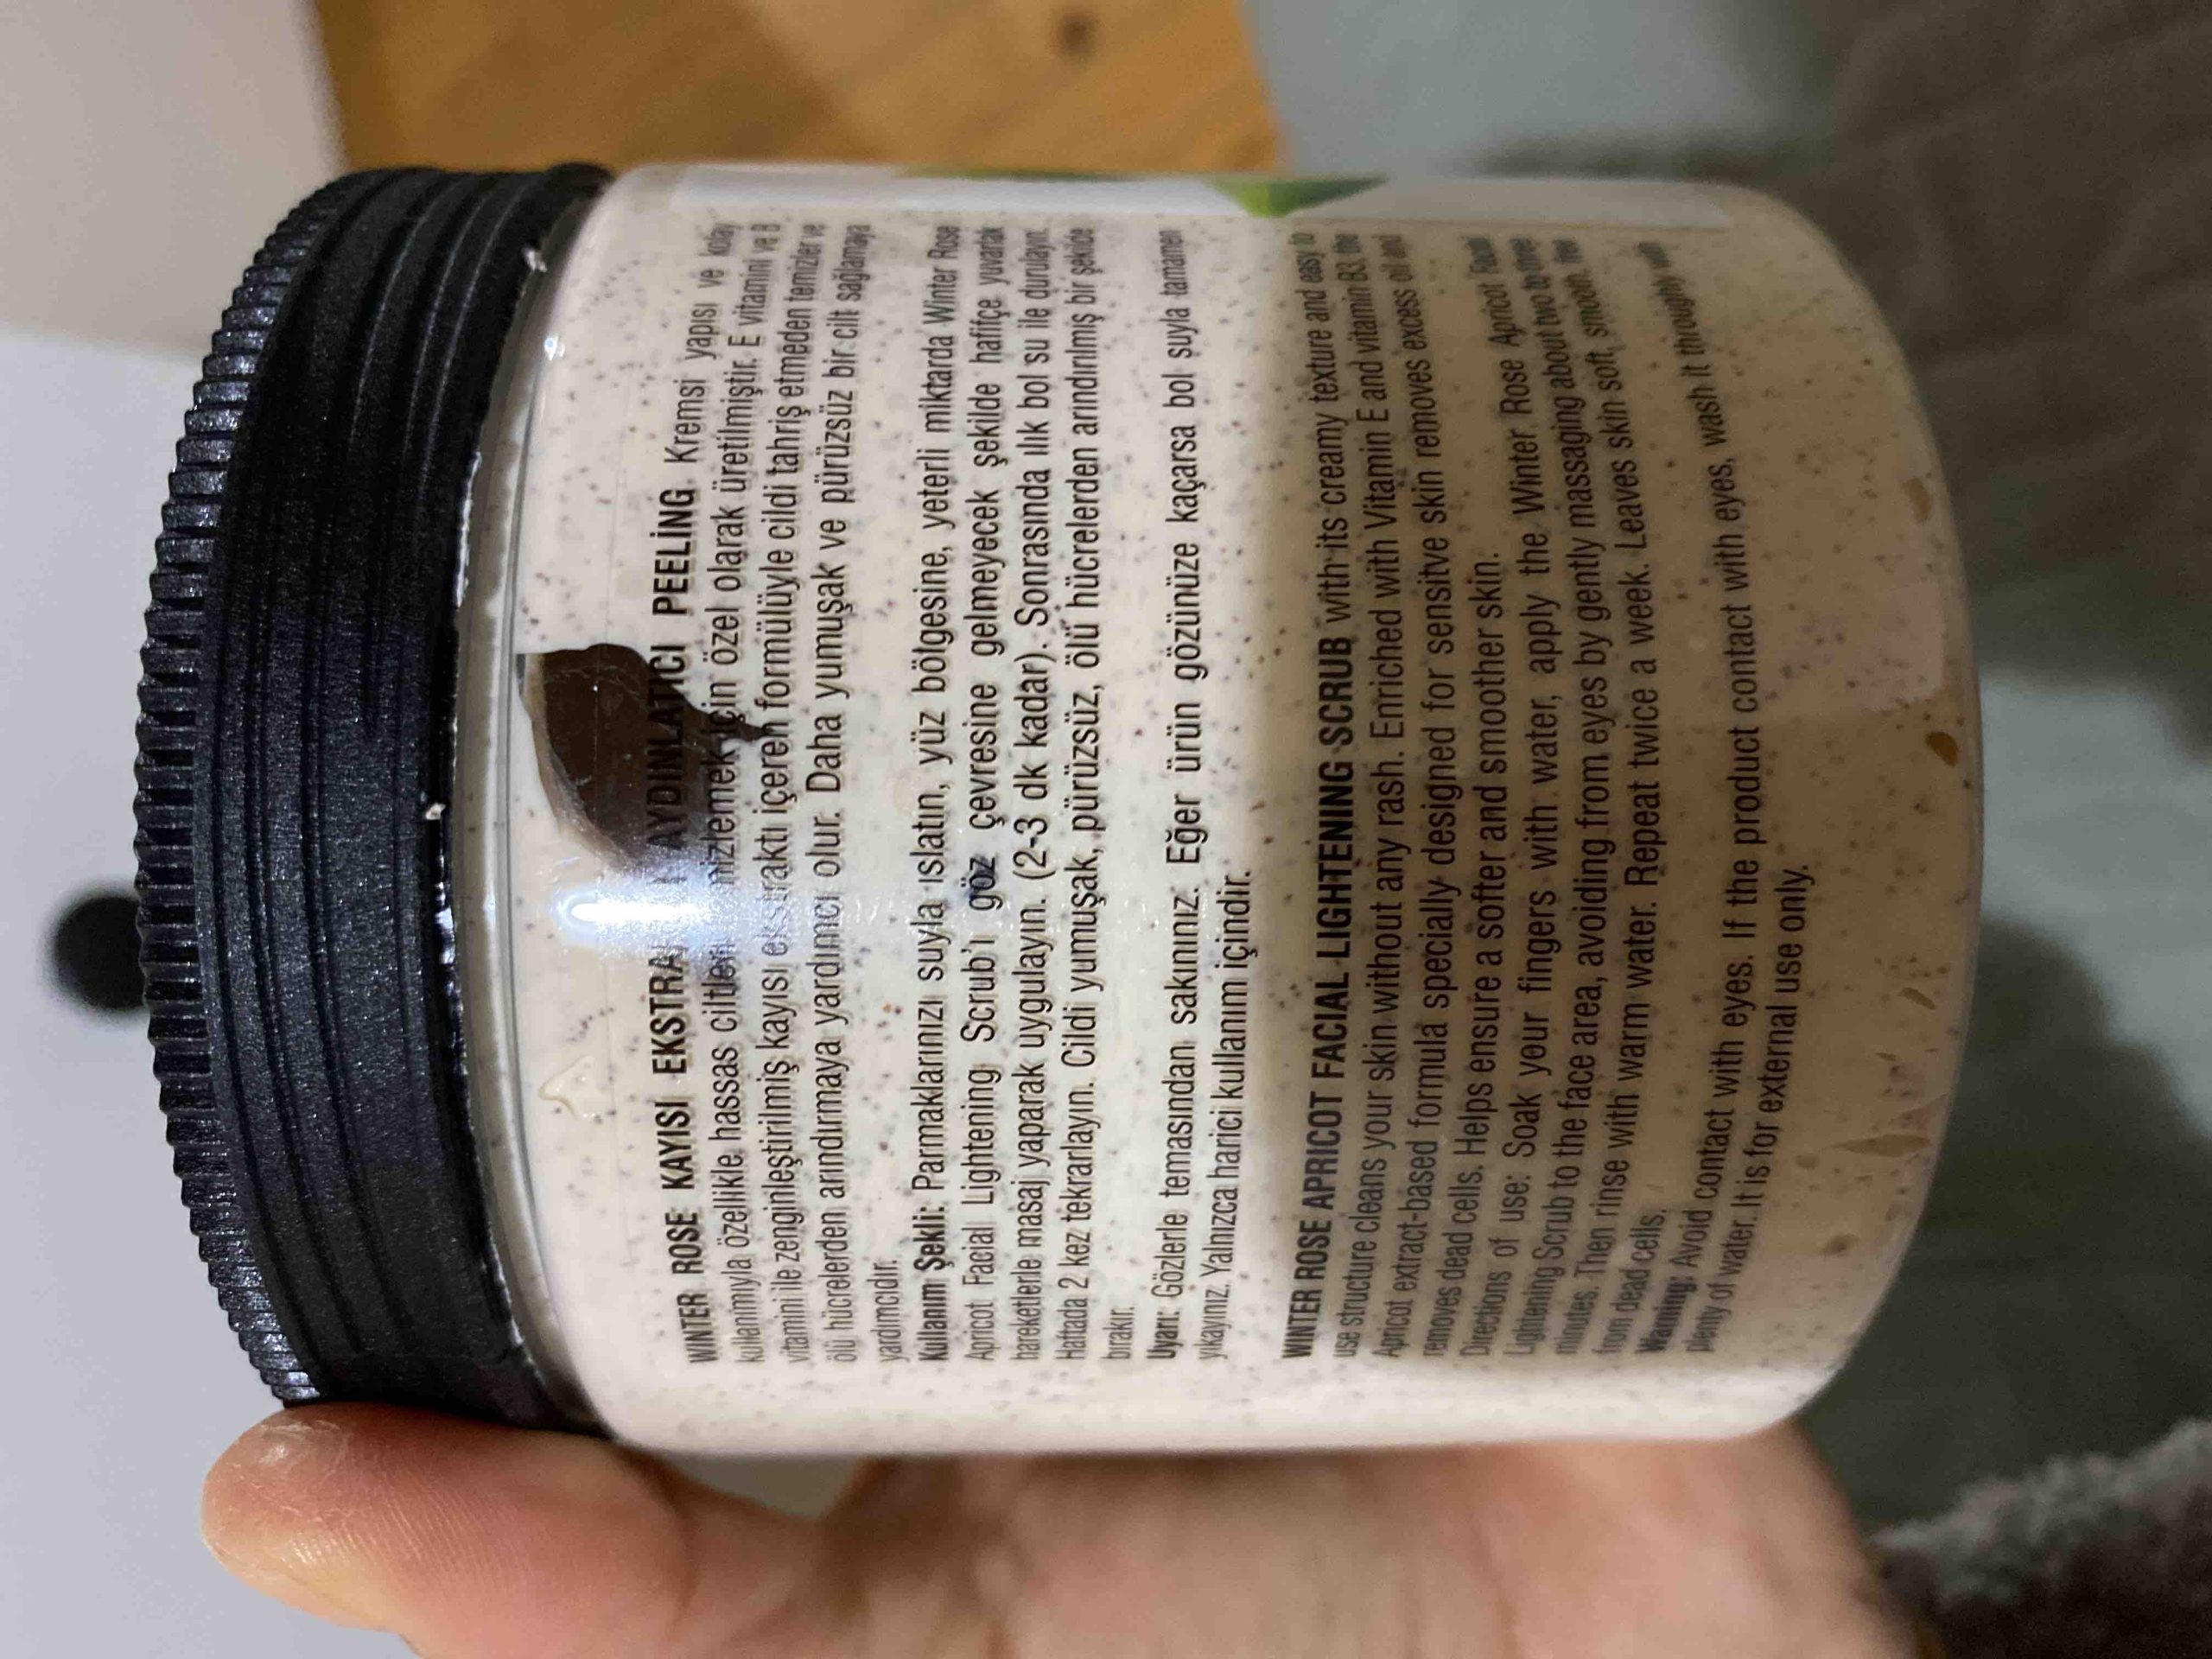 WINTER ROSE KAYISI EKSTRA AYDINLATICI PEELİNG Kremsi yapısı ve kolay
kullanımıyla özellikle hassas ciltleri için özel olarak üretilmiştir. E vitamini ve B
vitamini ile zenginleştirilmiş kayısı ekstraktı içeren formülüyle cildi tahriş etmeden temizler ve
ölü hücrelerden arındırmaya yardımcı olur. Daha yumuşak ve pürüzsüz bir cilt sağlamaya
yardımcıdır.
Kullanım Şekli: Parmaklarınızı suyla ıslatın, yüz bölgesine, yeterli miktarda Winter Rose
Apricot Facial Lightening Scrub'ı göz çevresine gelmeyecek şekilde hafifçe yuvarlak
hareketlerle masaj yaparak uygulayın. (2-3 dk kadar). Sonrasında ılık bol su ile durulayın.
Haftada 2 kez tekrarlayın. Cildi yumuşak, pürüzsüz, ölü hücrelerden arındırılmış bir şekilde
bırakır.
Uyarı: Gözlerle temasından sakınınız. Eğer ürün gözünüze kaçarsa bol suyla tamamen
yıkayınız. Yalnızca harici kullanım içindir.
WINTER ROSE APRICOT FACIAL LIGHTENING SCRUB with its creamy texture and easy to
use structure cleans your skin without any rash. Enriched with Vitamin E and vitamin B3, the
Apricot extract-based formula specially designed for sensitve skin removes excess oil and
removes dead cells. Helps ensure a softer and smoother skin.
Directions of use: Soak your fingers with water, apply the Winter Rose Apricot Facial
Lightening Scrub to the face area, avoiding from eyes by gently massaging about two to three
minutes. Then rinse with warm water. Repeat twice a week. Leaves skin soft, smooth, free
from dead cells.
Warning: Avoid contact with eyes. If the product contact with eyes, wash it throughly with
plenty of water. It is for external use only.